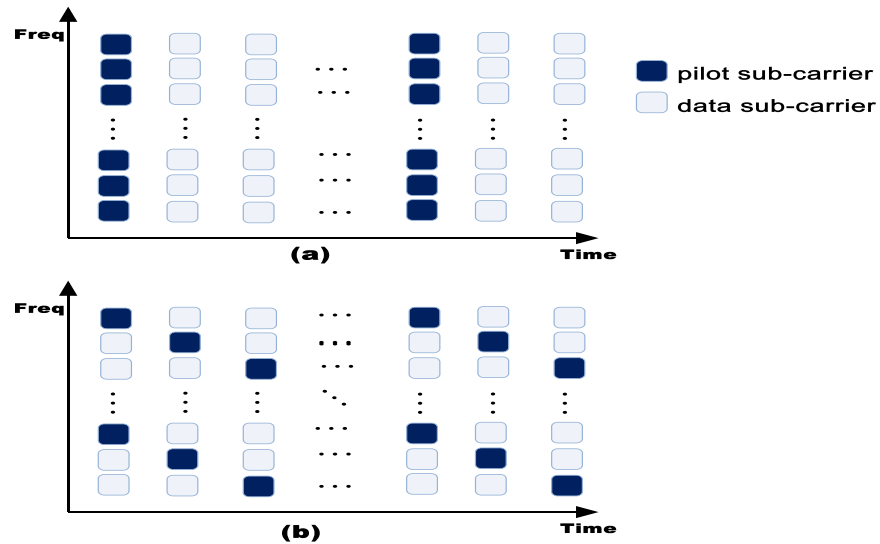 Freq
pilot sub-carrier
data sub-carrier
(a)
Time
Freq
(b)
Time